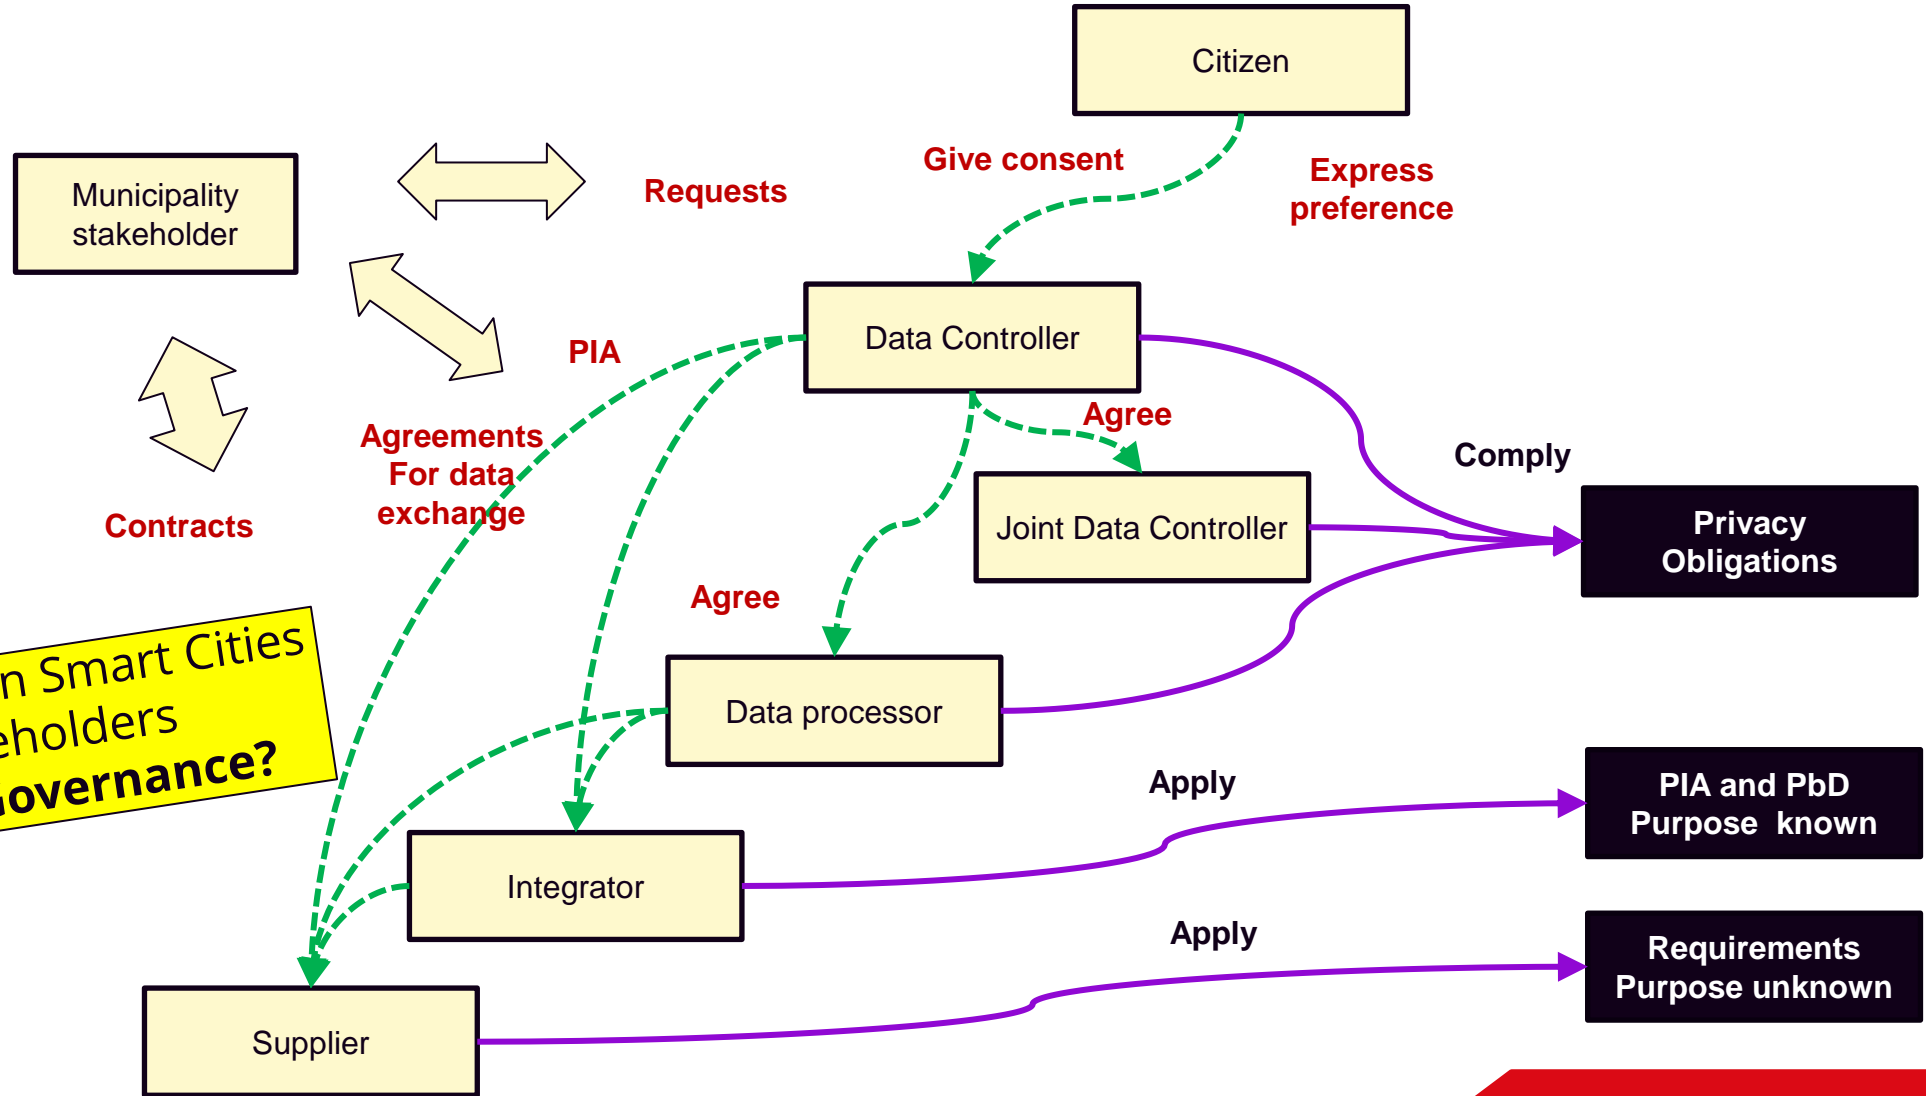 Citizen
Give consent
Express
preference
Municipality
stakeholder
Requests
Data Controller
PIA
Agree
Agreements
For data
exchange
Comply
Contracts
Joint Data Controller
Privacy
Obligations
Agree
n Smart Cities
eholders
Governance?
Data processor
Apply
PIA and PbD
Purpose known
Integrator
Apply
Requirements
Purpose unknown
Supplier